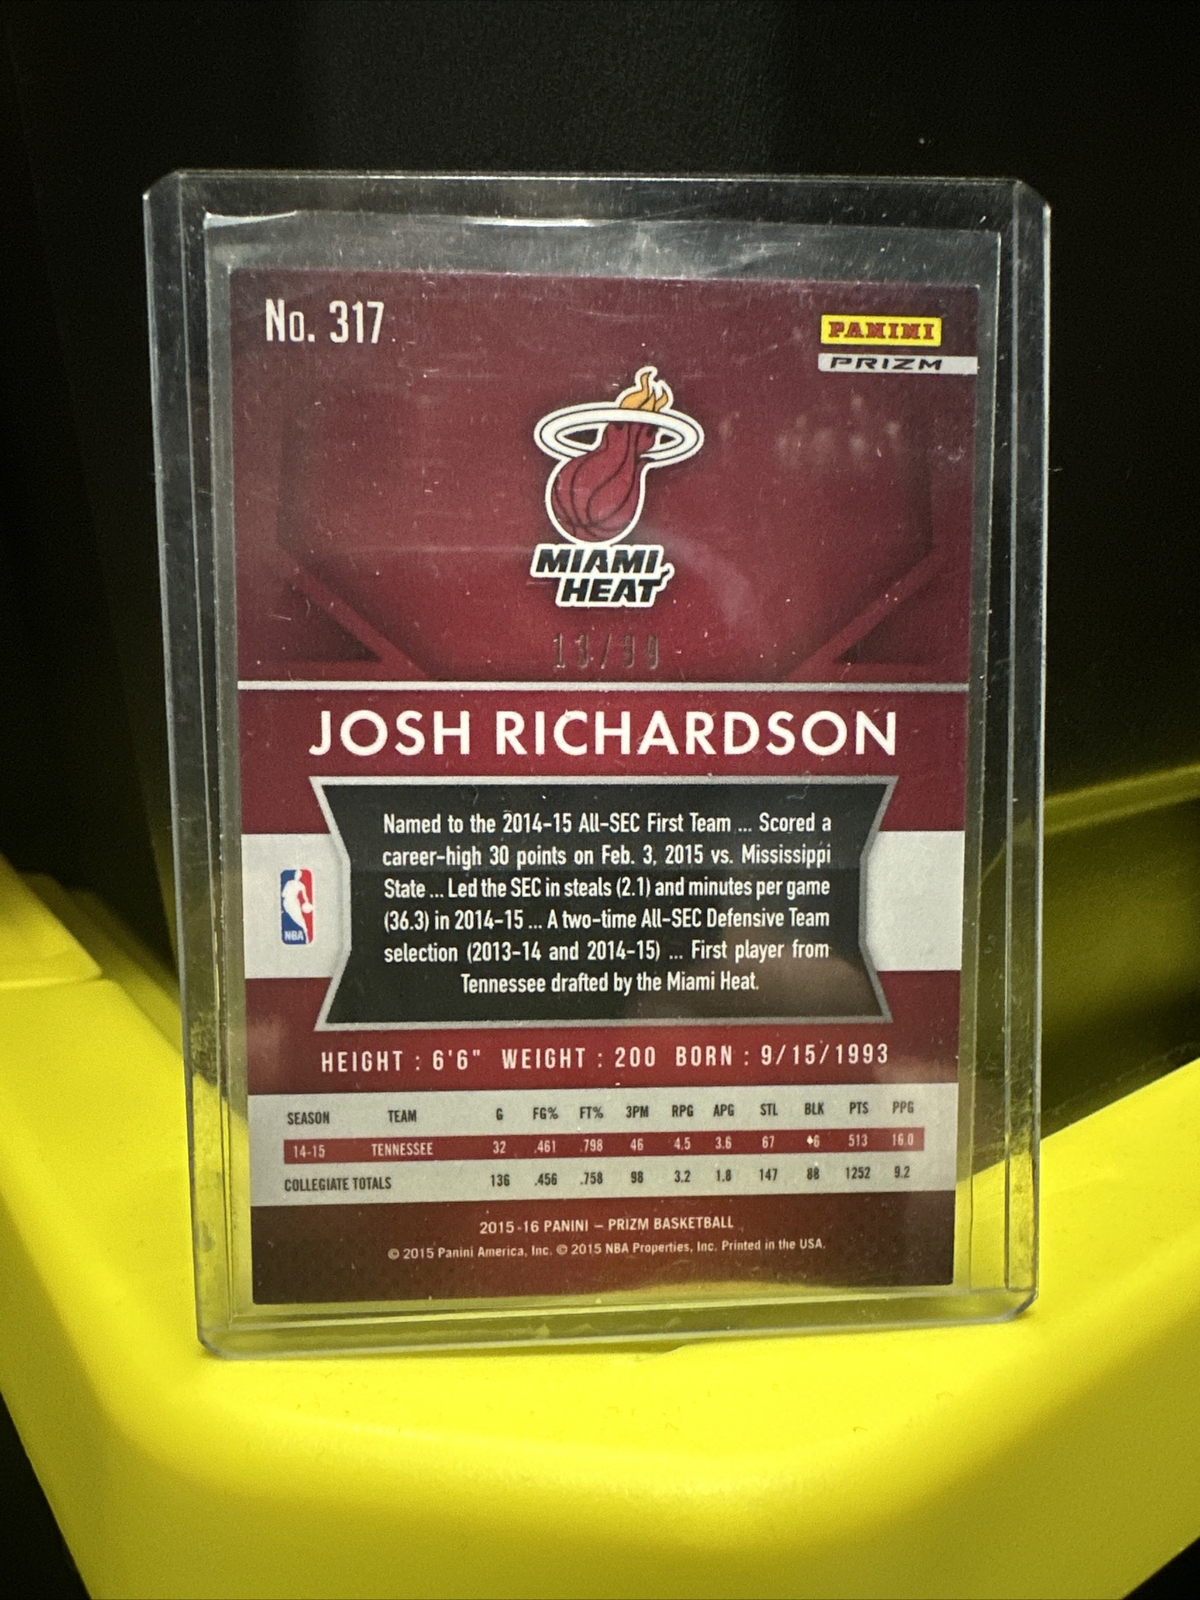 No. 317
PANINI
PRIZM
MIAMI
HEAT
13/99
JOSH RICHARDSON
Named to the 2014-15 All-SEC First Team ... Scored a
career-high 30 points on Feb. 3, 2015 vs. Mississippi
State ... Led the SEC in steals (2.1) and minutes per game
(36.3) in 2014-15 ... A two-time All-SEC Defensive Team
selection (2013-14 and 2014-15) ... First player from
Tennessee drafted by the Miami Heat.
NBA
HEIGHT : 6'6" WEIGHT : 200 BORN : 9/15/1993
SEASON TEAM G FG% FT% 3PM RPG APG STL BLK PTS PPG
14-15 TENNESSEE 32 .461 .798 46 4.5 3.6 67 513 16.0
COLLEGIATE TOTALS 136 .456 .758 98 3.2 1.8 147 88 1252 9.2
2015-16 PANINI – PRIZM BASKETBALL
© 2015 Panini America, Inc. © 2015 NBA Properties, Inc. Printed in the USA.